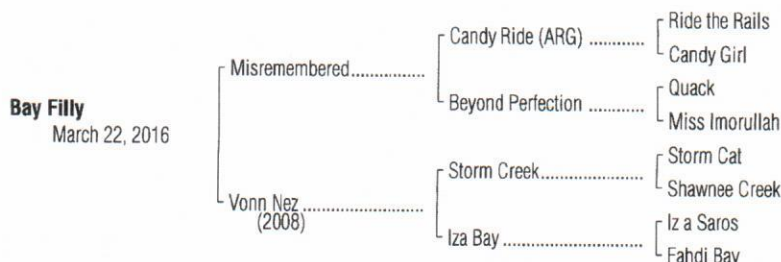 Bay Filly
March 22, 2016
Misremembered
Vonn Nez
(2008)
Candy Ride (ARG)
Beyond Perfection
Storm Creek
Iza Bay
Ride the Rails
Candy Girl
Quack
Miss Imorullah
Storm Cat
Shawnee Creek
Iz a Saros
Fahdi Bay